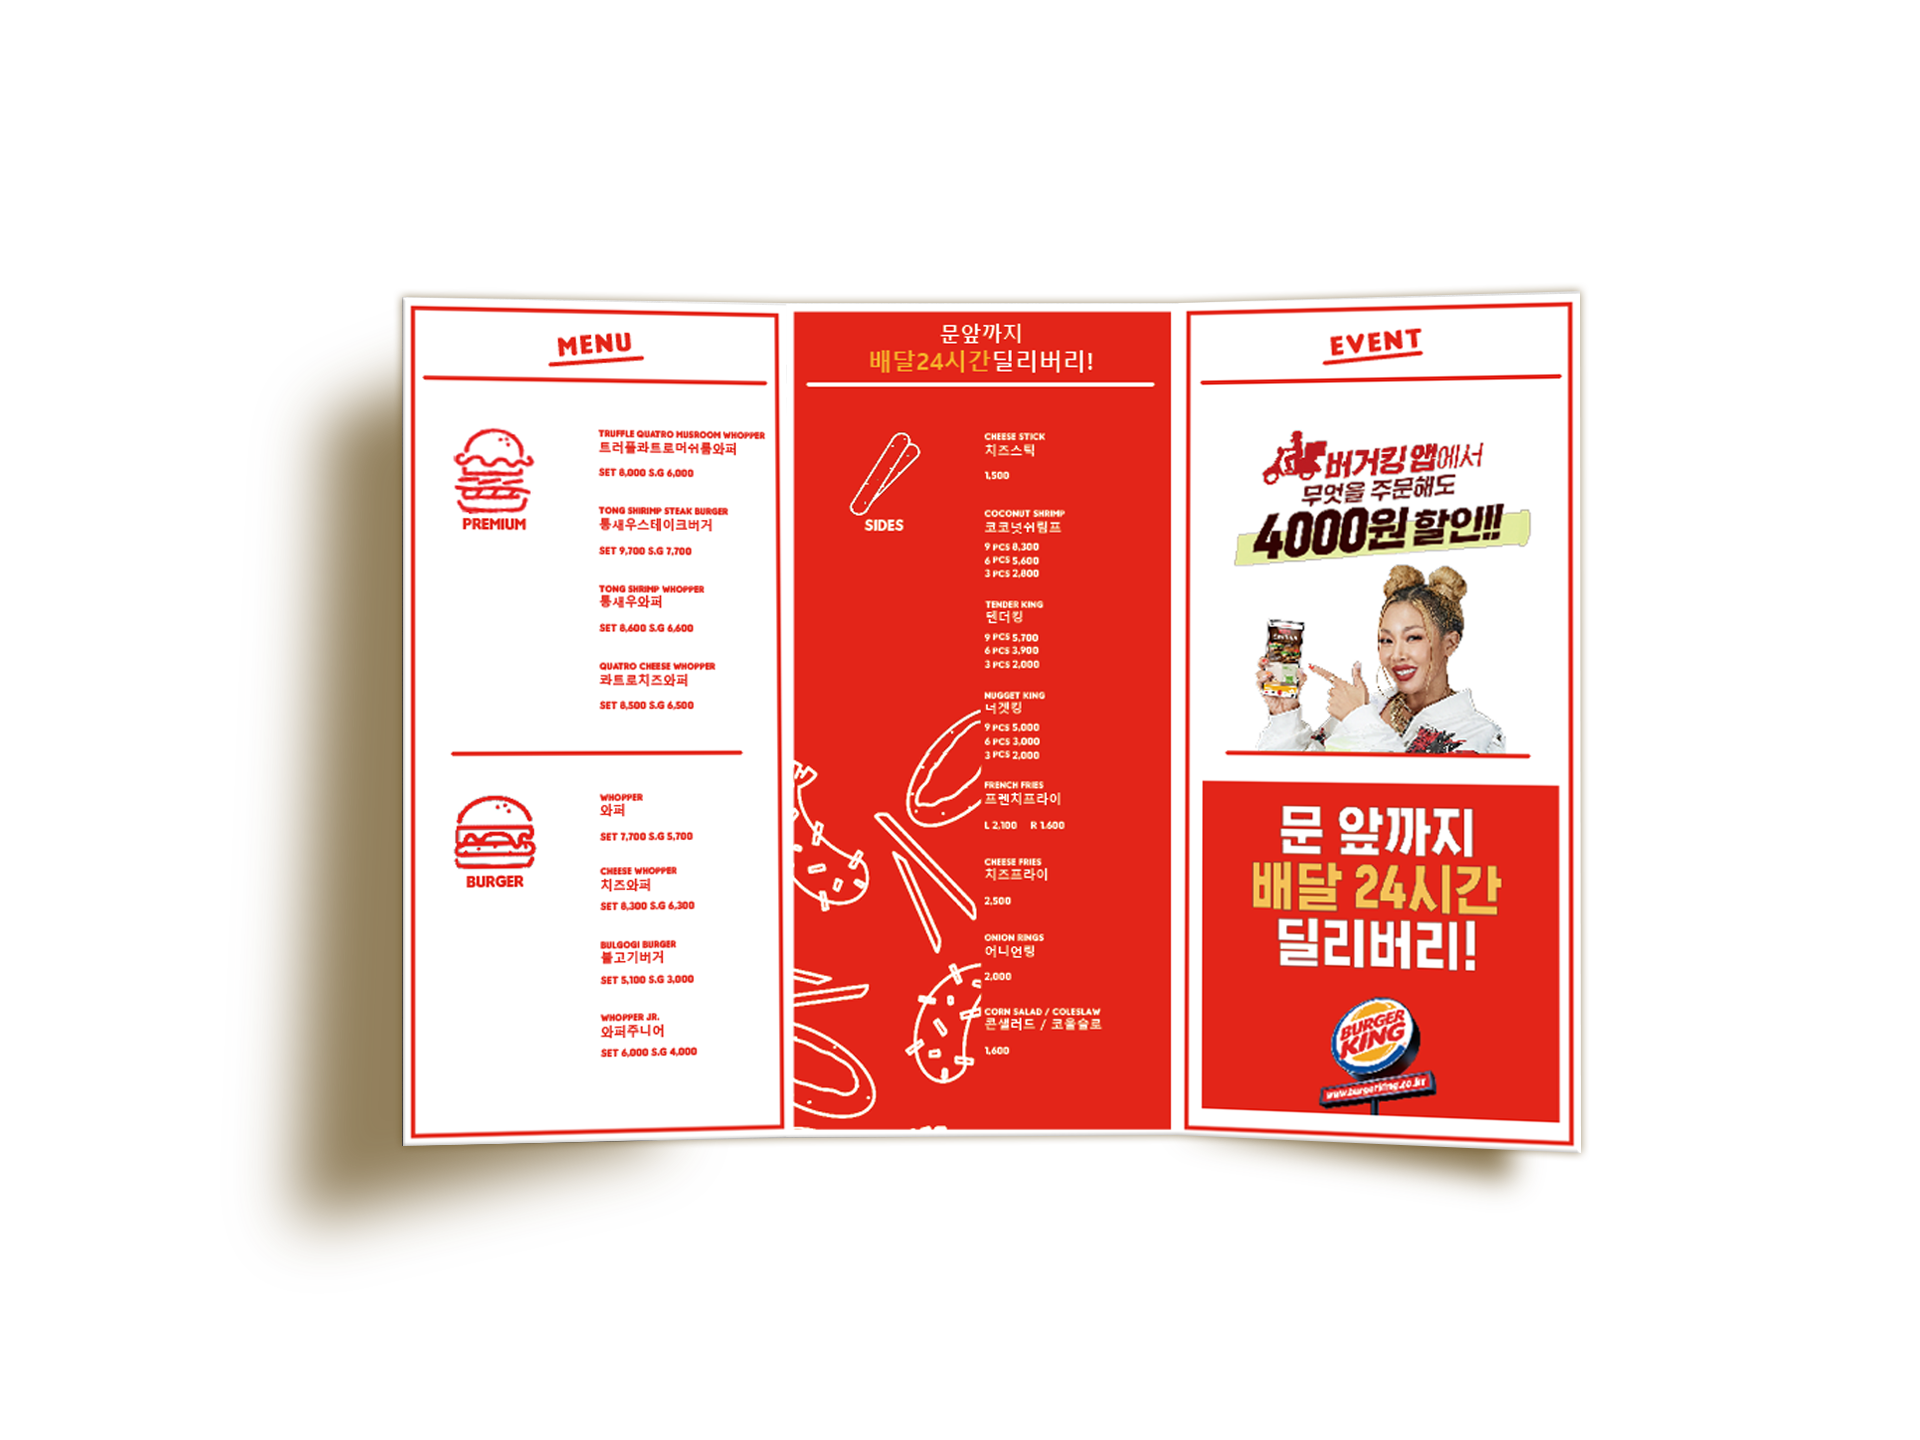 MENU
PREMIUM
TRUFFLE QUATRO MUSROOM WHOPPER
트러플콰트로머쉬룸와퍼
SET 8,000 S.G 6,000
TONG SHIRIMP STEAK BURGER
통새우스테이크버거
SET 9,700 S.G 7,700
TONG SHRIMP WHOPPER
통새우와퍼
SET 8,600 S.G 6,600
QUATRO CHEESE WHOPPER
콰트로치즈와퍼
SET 8,500 S.G 6,500
BURGER
WHOPPER
와퍼
SET 7,700 S.G 5,700
CHEESE WHOPPER
치즈와퍼
SET 8,300 S.G 6,300
BULGOGI BURGER
불고기버거
SET 5,100 S.G 3,000
WHOPPER JR.
와퍼주니어
SET 6,000 S.G 4,000
문앞까지
배달24시간딜리버리!
SIDES
CHEESE STICK
치즈스틱
1,500
COCONUT SHRIMP
코코넛쉬림프
9 PCS 8,300
6 PCS 5,600
3 PCS 2,800
TENDER KING
텐더킹
9 PCS 5,700
6 PCS 3,900
3 PCS 2,000
NUGGET KING
너겟킹
9 PCS 5,000
6 PCS 3,000
3 PCS 2,000
FRENCH FRIES
프렌치프라이
L 2,100 R 1.600
CHEESE FRIES
치즈프라이
2,500
ONION RINGS
어니언링
2,000
CORN SALAD / COLESLAW
콘샐러드 / 코울슬로
1,600
EVENT
버거킹 앱에서
무엇을 주문해도
4000원 할인!!
문 앞까지
배달 24시간
딜리버리!
BURGER
KING
www.burgerking.co.kr